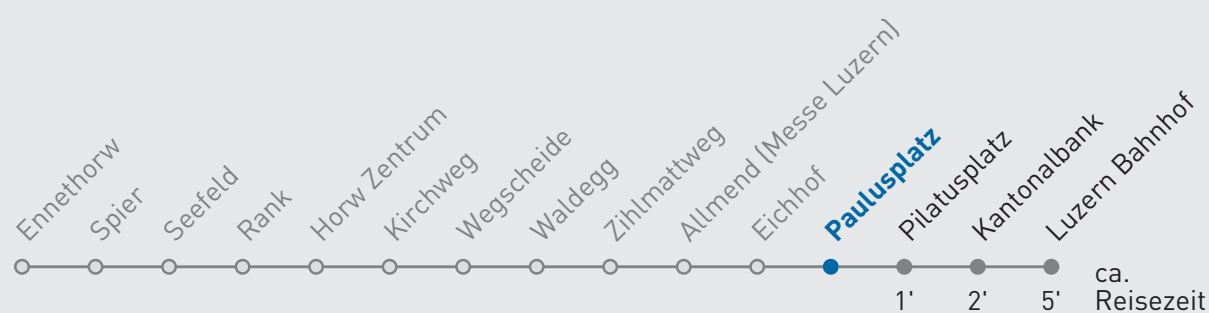 Ennethorw
Spier
Seefeld
Rank
Horw Zentrum
Kirchweg
Wegscheide
Waldegg
Zihlmattweg
Allmend (Messe Luzern)
Eichhof
Paulusplatz
Pilatusplatz
Kantonalbank
Luzern Bahnhof
ca.
1' 2' 5' Reisezeit